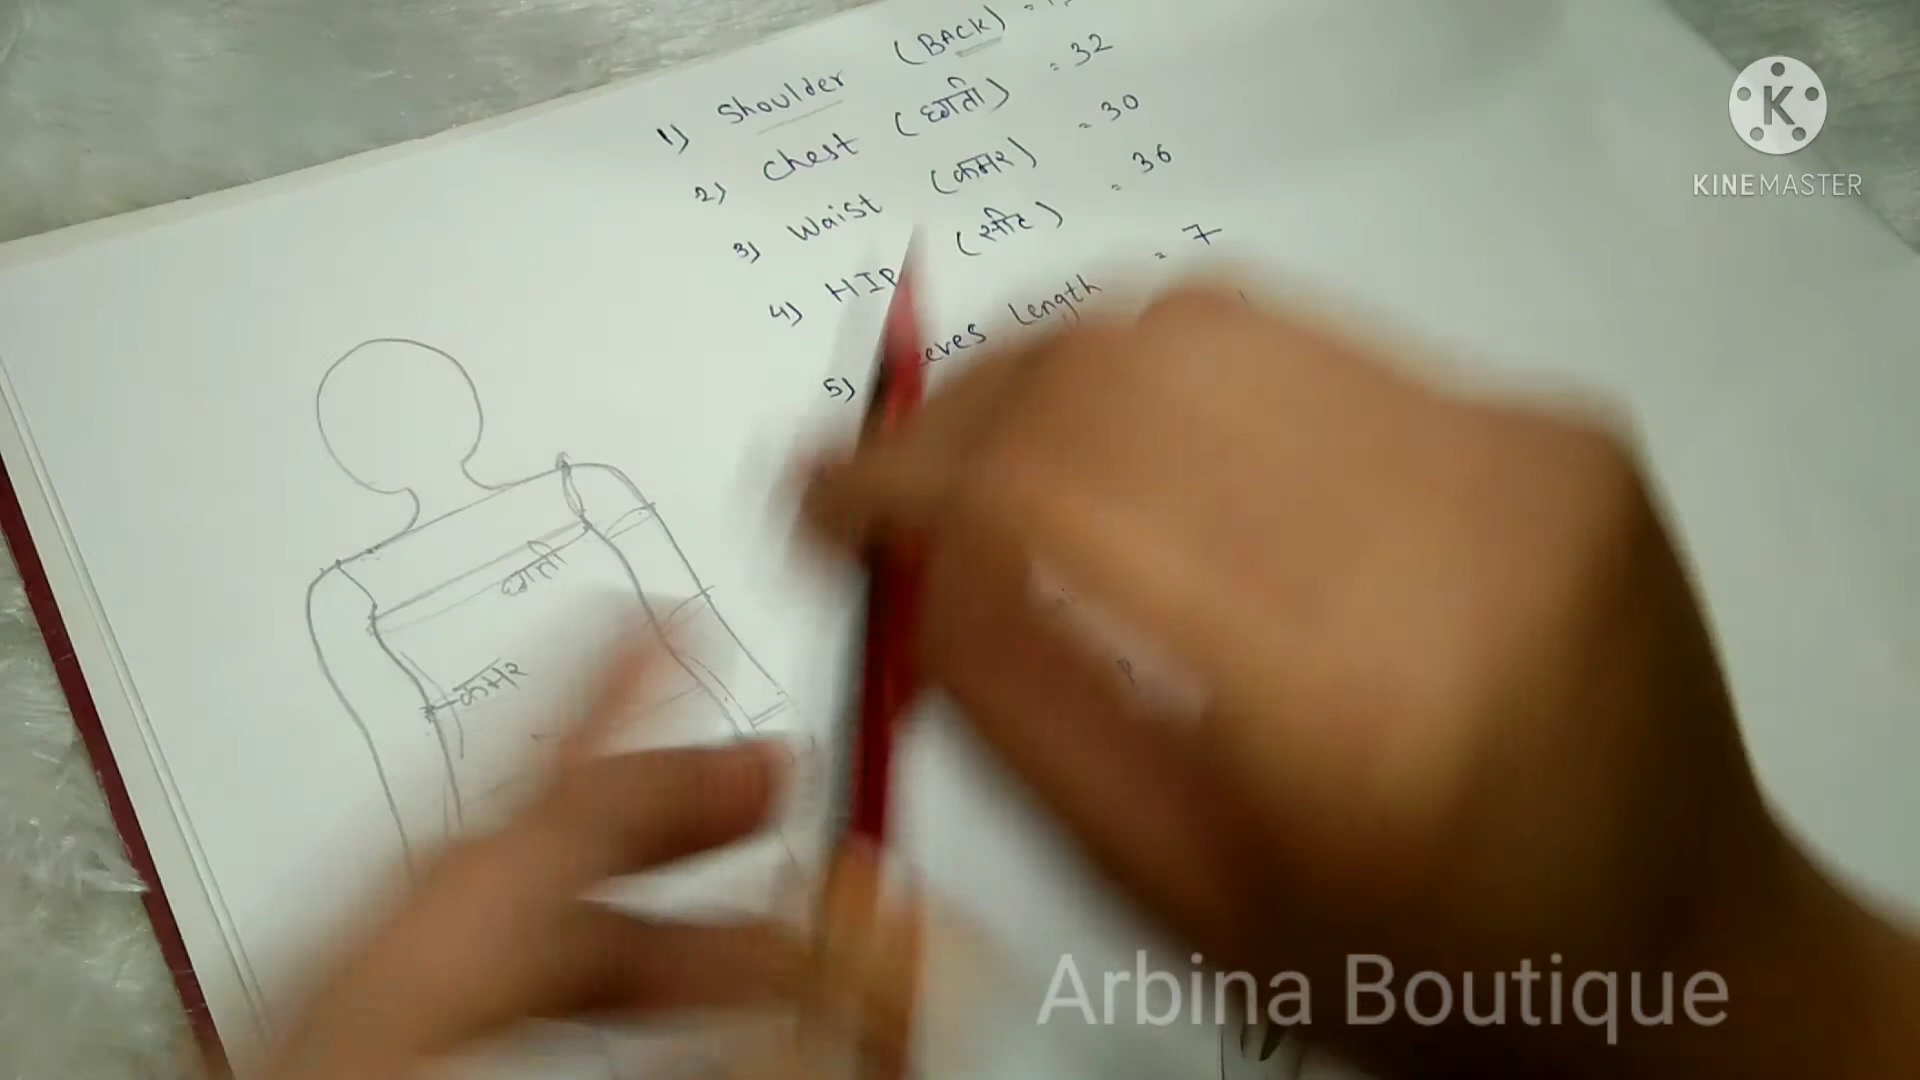 1) Shoulder (BACK) =
2) Chest (छाती) = 32
3) Waist (कमर) = 30
4) HIP (सीट) = 36
5) Length = 7
छाती
कमर
K
KINEMASTER
Arbina Boutique